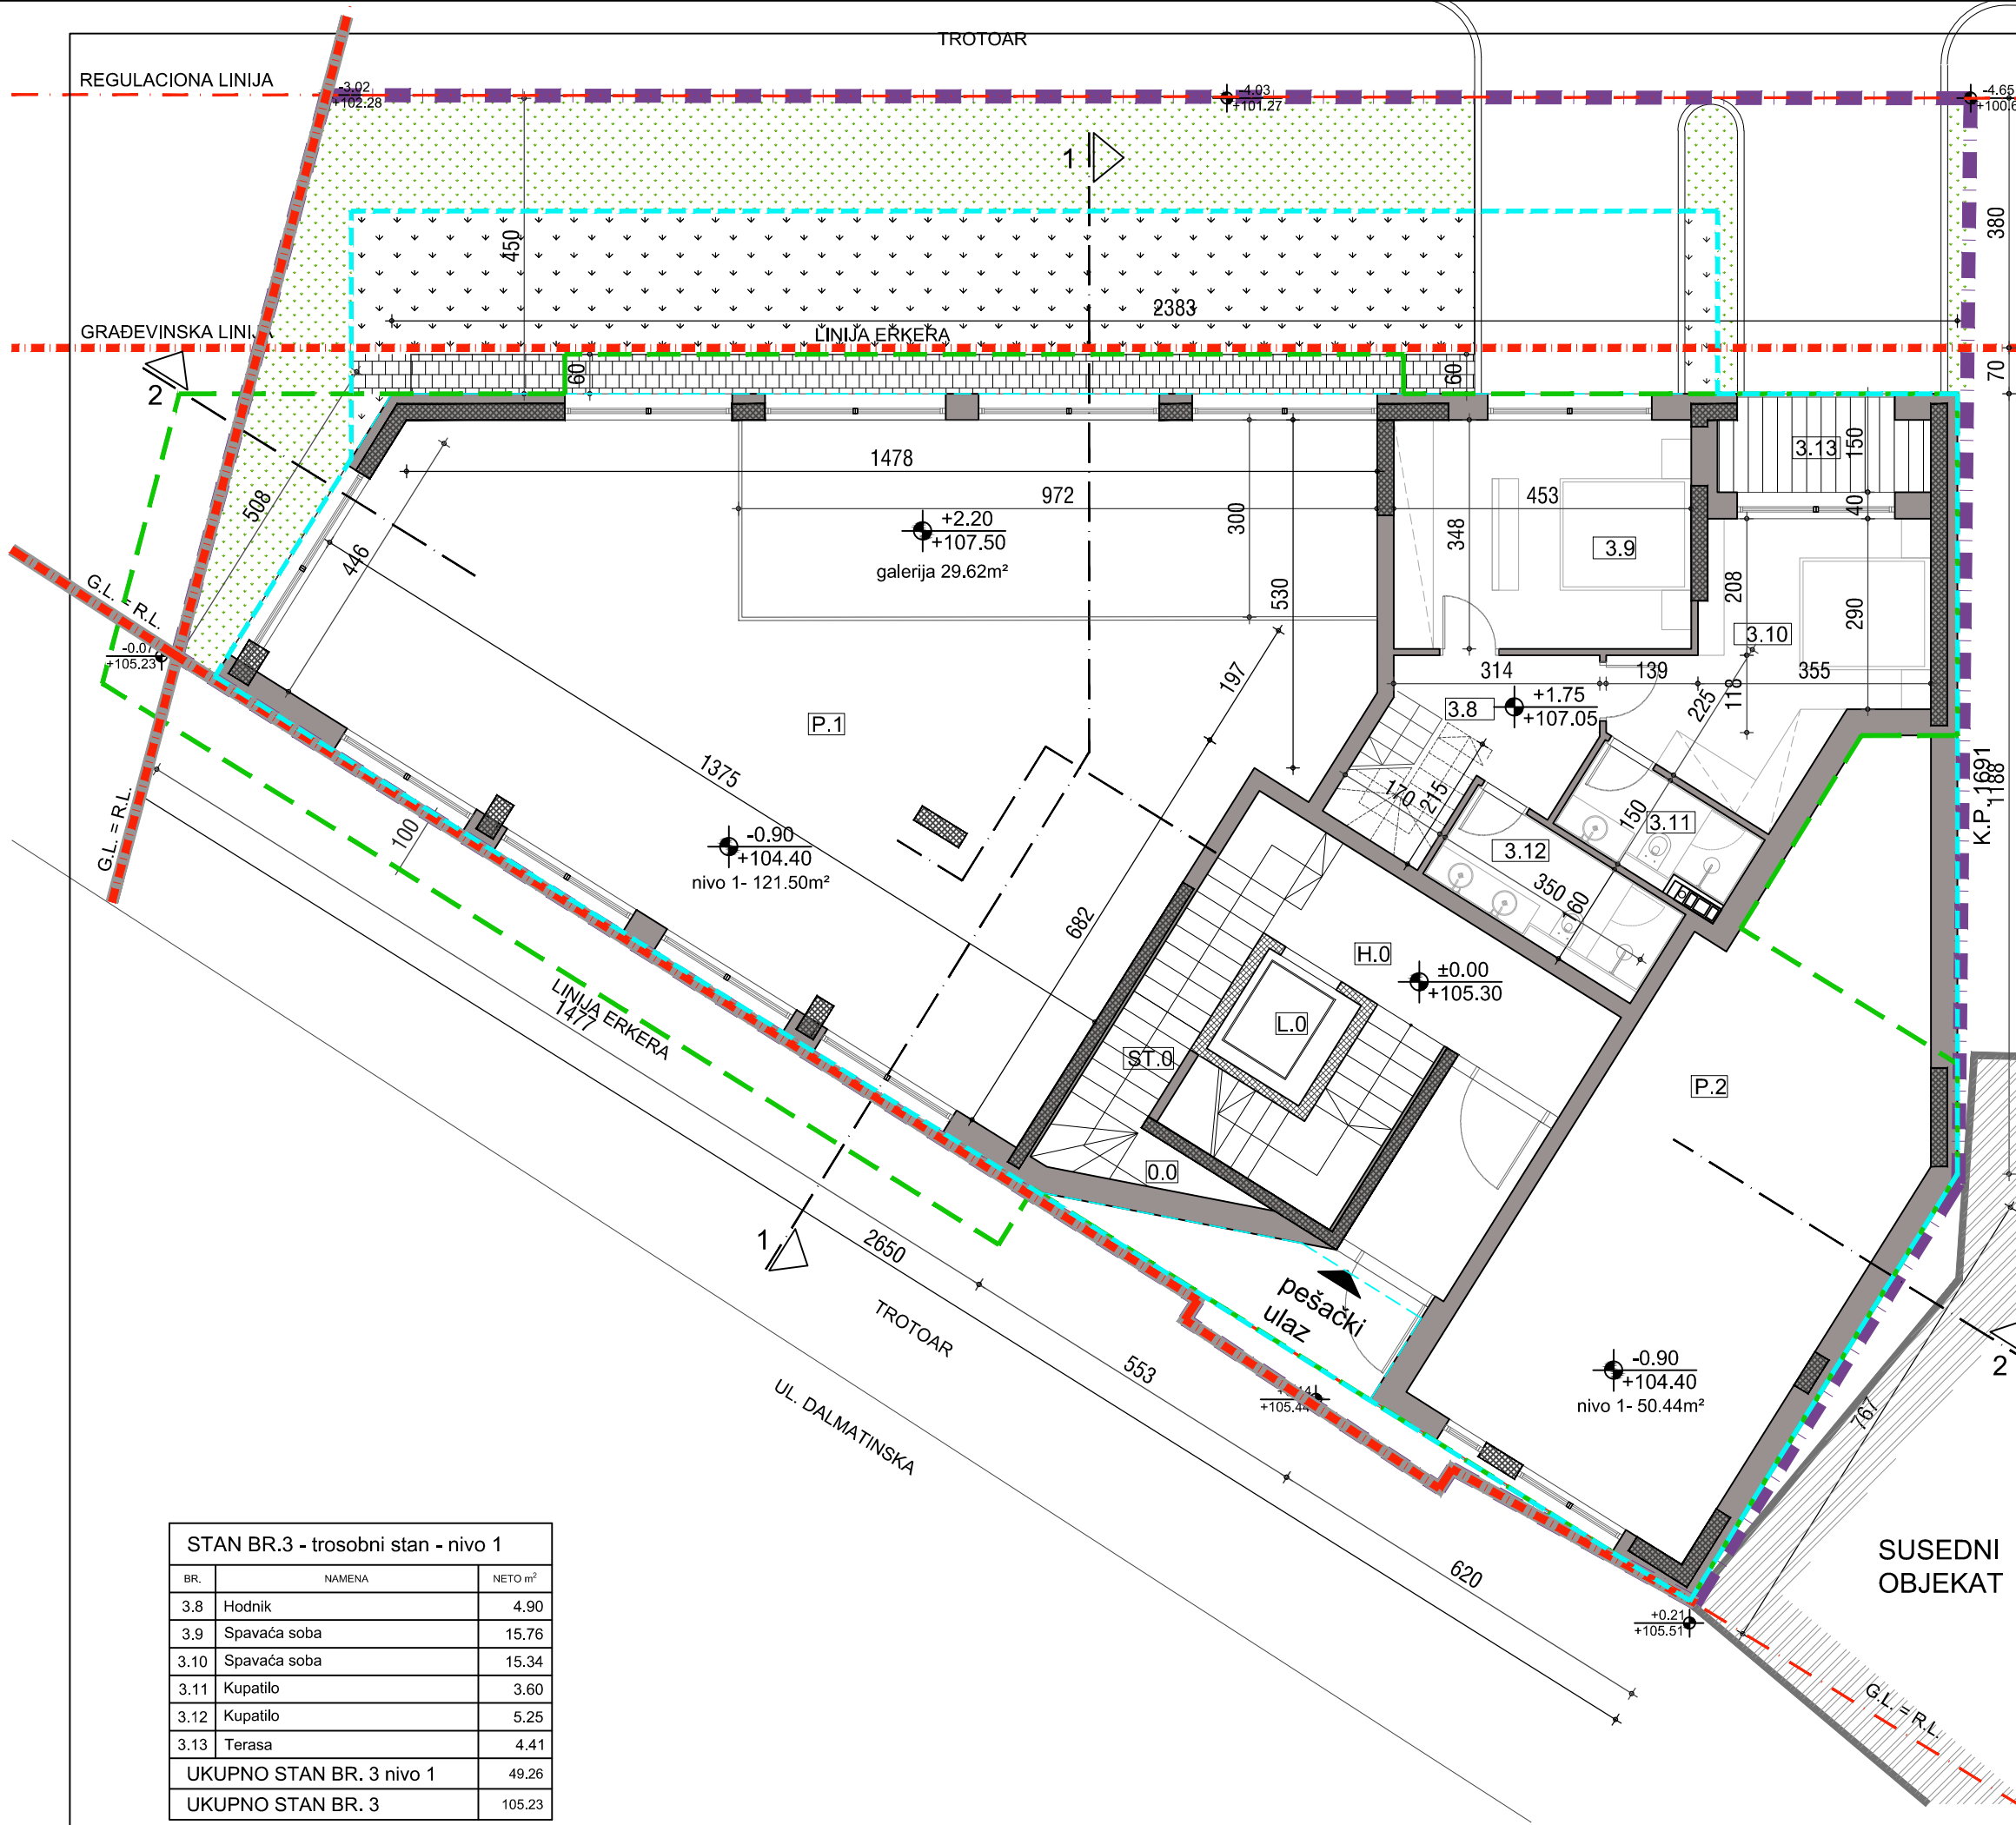 TROTOAR
REGULACIONA LINIJA
-3.02
+102.28
-4.03
+101.27
-4.65
1
450
380
2383
GRAĐEVINSKA LINIJA
LINIJA ERKERA
2
60
60
70
1478
972
453
3.13
150
40
508
446
+2.20
+107.50
galerija 29.62m²
300
348
3.9
530
208
290
3.10
G.L. = R.L.
-0.07
+105.23
197
314
139
355
118
225
+1.75
+107.05
3.8
P.1
1375
170
215
150
3.11
3.12
350
160
K.P. 1691
1188
G.L. = R.L.
100
-0.90
+104.40
nivo 1- 121.50m²
682
H.0
±0.00
+105.30
L.0
ST.0
0.0
P.2
LINIJA ERKERA
1477
1
2650
pešački
ulaz
TROTOAR
553
UL. DALMATINSKA
+105.44
-0.90
+104.40
nivo 1- 50.44m²
2
767
620
SUSEDNI
OBJEKAT
+0.21
+105.51
G.L. = R.L.
STAN BR.3 - trosobni stan - nivo 1
BR. NAMENA NETO m²
3.8 Hodnik 4.90
3.9 Spavaća soba 15.76
3.10 Spavaća soba 15.34
3.11 Kupatilo 3.60
3.12 Kupatilo 5.25
3.13 Terasa 4.41
UKUPNO STAN BR. 3 nivo 1 49.26
UKUPNO STAN BR. 3 105.23